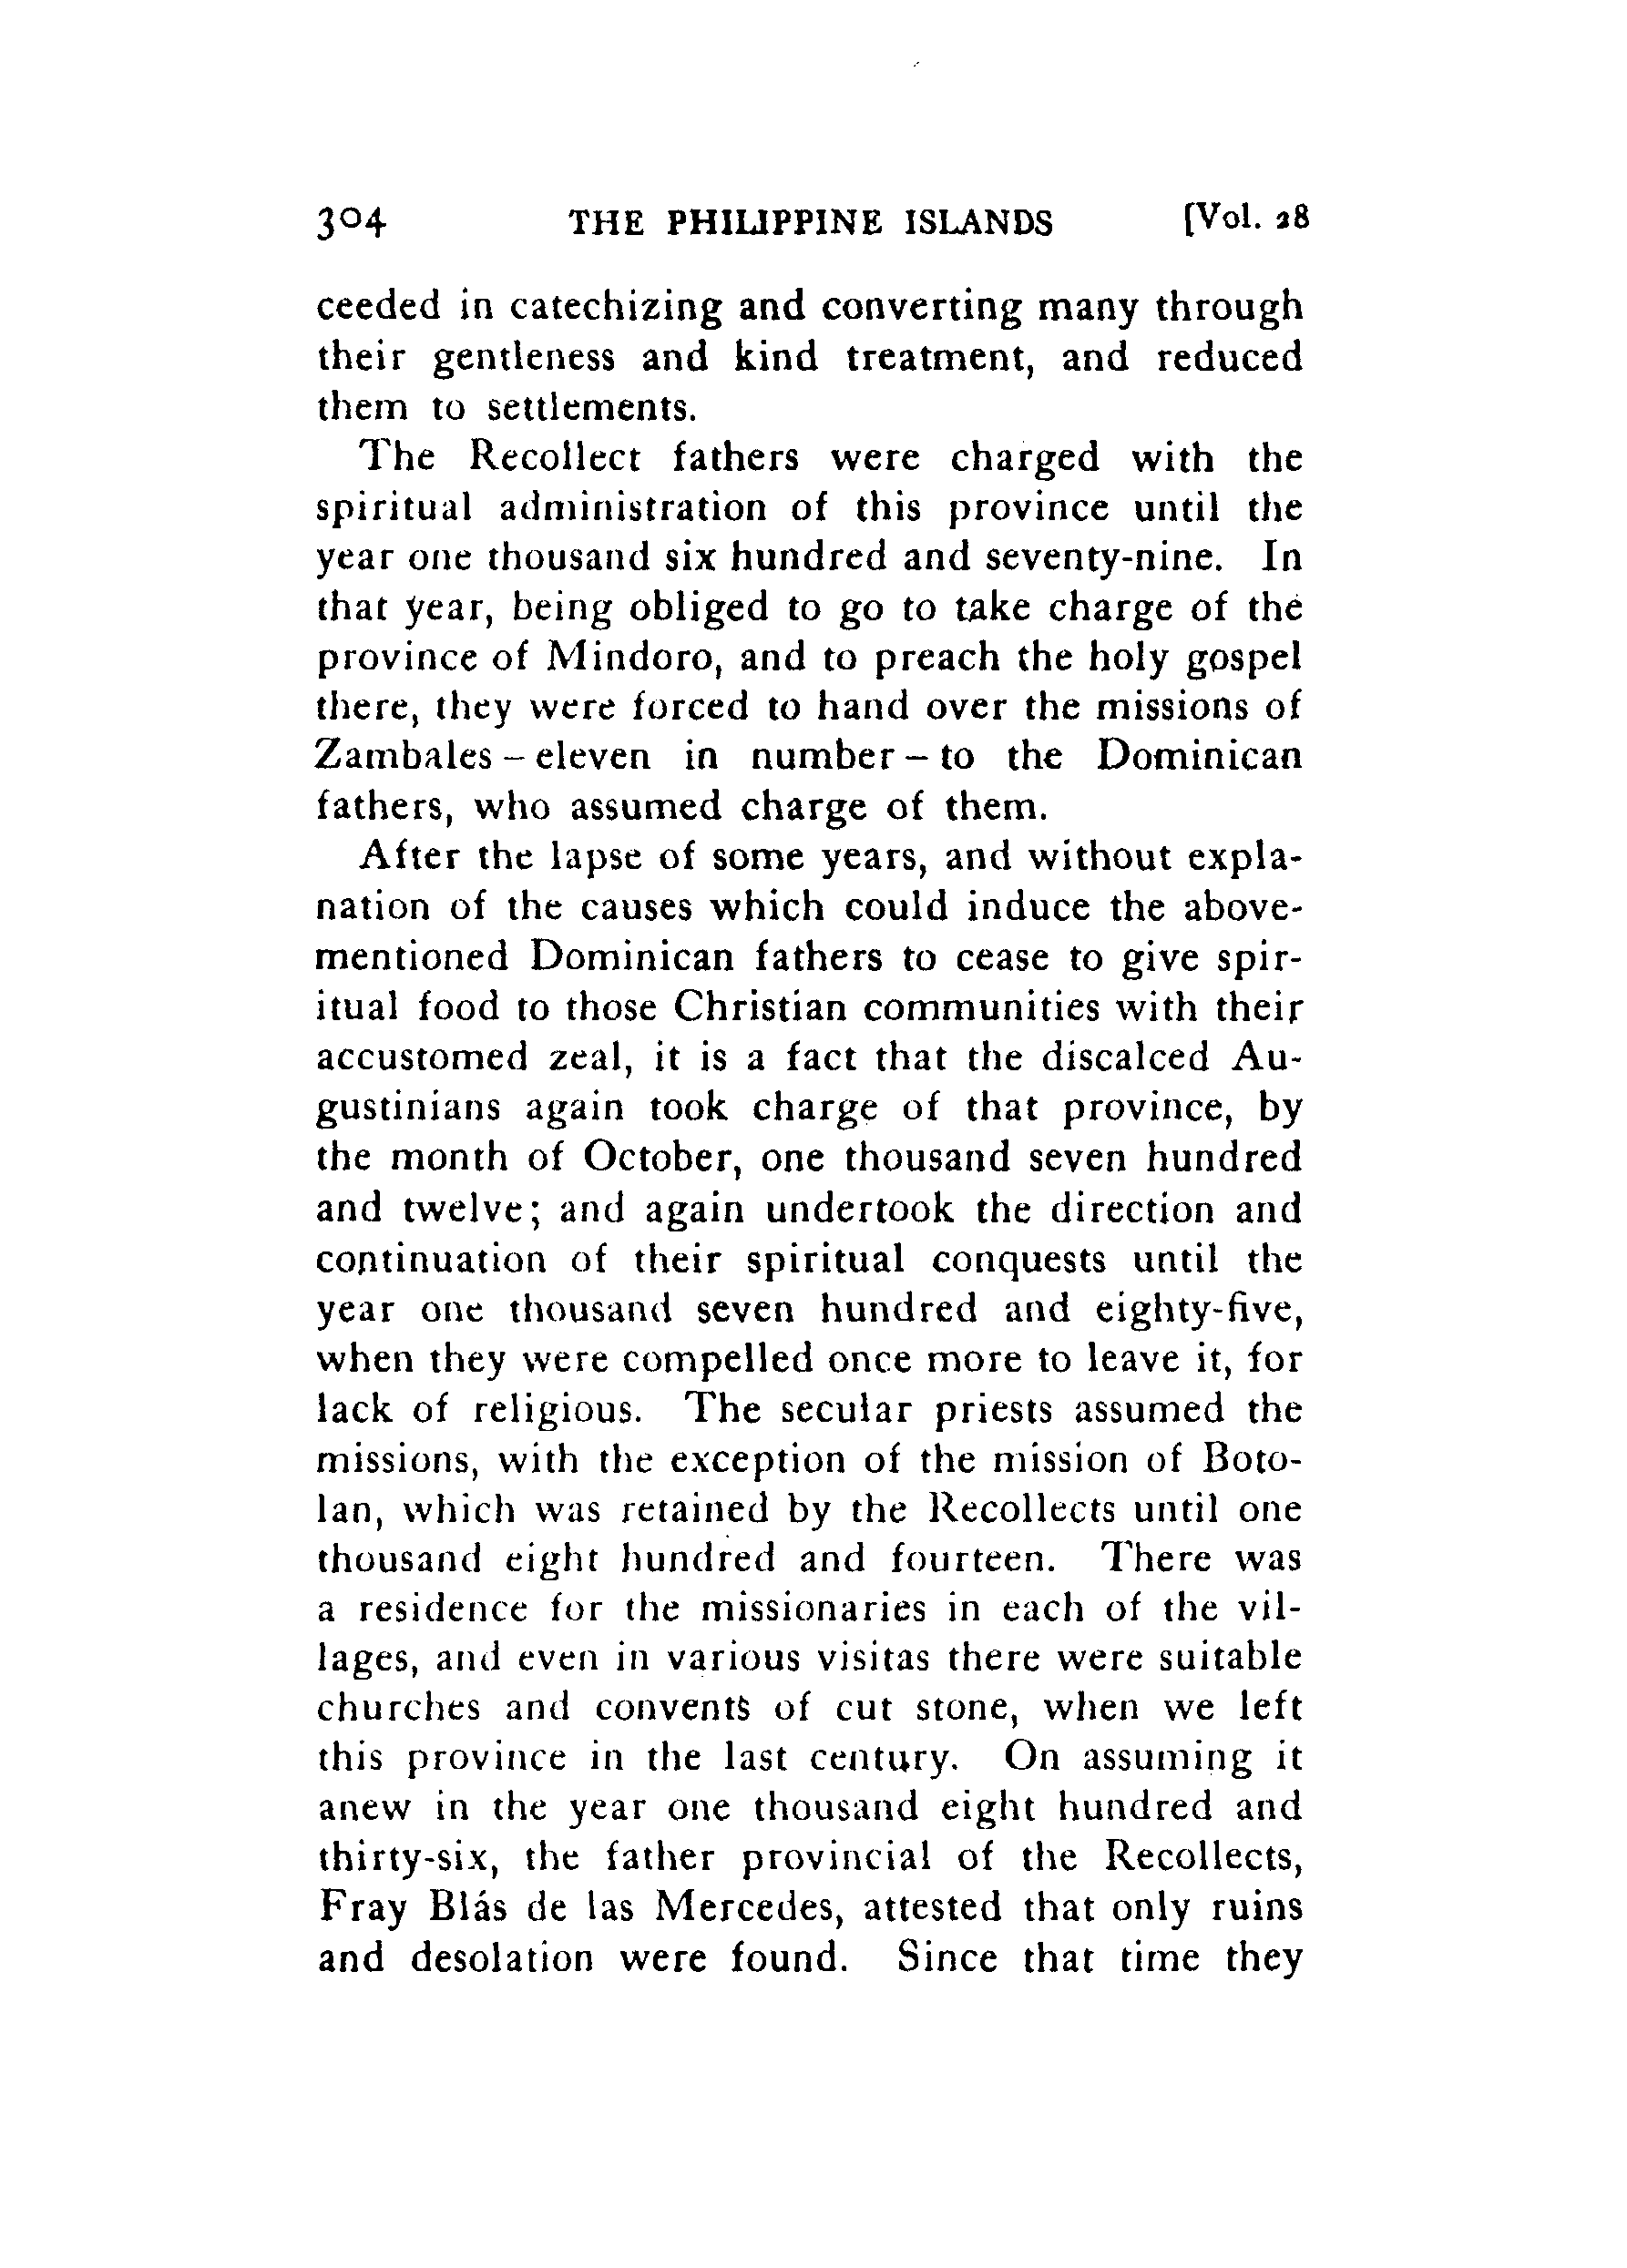 304 THE PHILIPPINE ISLANDS [Vol. 28
ceeded in catechizing and converting many through
their gentleness and kind treatment, and reduced
them to settlements.
The Recollect fathers were charged with the
spiritual administration of this province until the
year one thousand six hundred and seventy-nine. In
that year, being obliged to go to take charge of the
province of Mindoro, and to preach the holy gospel
there, they were forced to hand over the missions of
Zambales – eleven in number – to the Dominican
fathers, who assumed charge of them.
After the lapse of some years, and without expla-
nation of the causes which could induce the above-
mentioned Dominican fathers to cease to give spir-
itual food to those Christian communities with their
accustomed zeal, it is a fact that the discalced Au-
gustinians again took charge of that province, by
the month of October, one thousand seven hundred
and twelve; and again undertook the direction and
continuation of their spiritual conquests until the
year one thousand seven hundred and eighty-five,
when they were compelled once more to leave it, for
lack of religious. The secular priests assumed the
missions, with the exception of the mission of Boto-
lan, which was retained by the Recollects until one
thousand eight hundred and fourteen. There was
a residence for the missionaries in each of the vil-
lages, and even in various visitas there were suitable
churches and convents of cut stone, when we left
this province in the last century. On assuming it
anew in the year one thousand eight hundred and
thirty-six, the father provincial of the Recollects,
Fray Blás de las Mercedes, attested that only ruins
and desolation were found. Since that time they